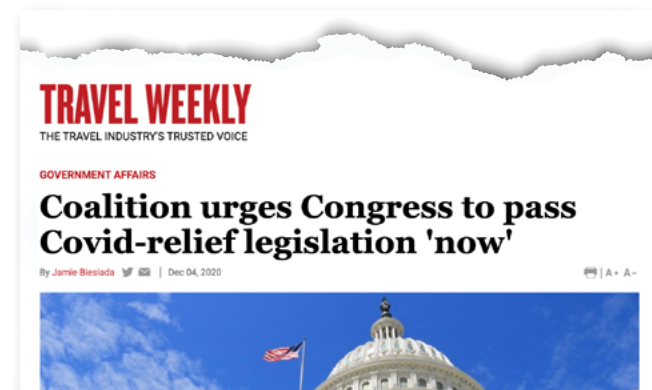 TRAVEL WEEKLY
THE TRAVEL INDUSTRY'S TRUSTED VOICE
GOVERNMENT AFFAIRS
Coalition urges Congress to pass
Covid-relief legislation 'now'
By Jamie Biesiada | Dec 04, 2020 | A+ A-